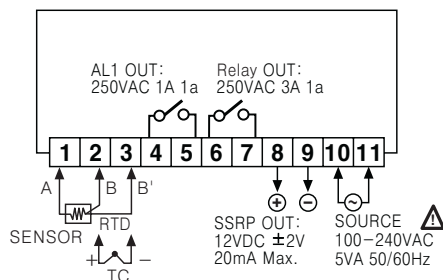 AL1 OUT:
250VAC 1A 1a
Relay OUT:
250VAC 3A 1a
1 2 3 4 5 6 7 8 9 10 11
A B B'
SENSOR
RTD
+ −
TC
+ −
SSRP OUT:
12VDC ±2V
20mA Max.
~
SOURCE
100−240VAC
5VA 50/60Hz
!